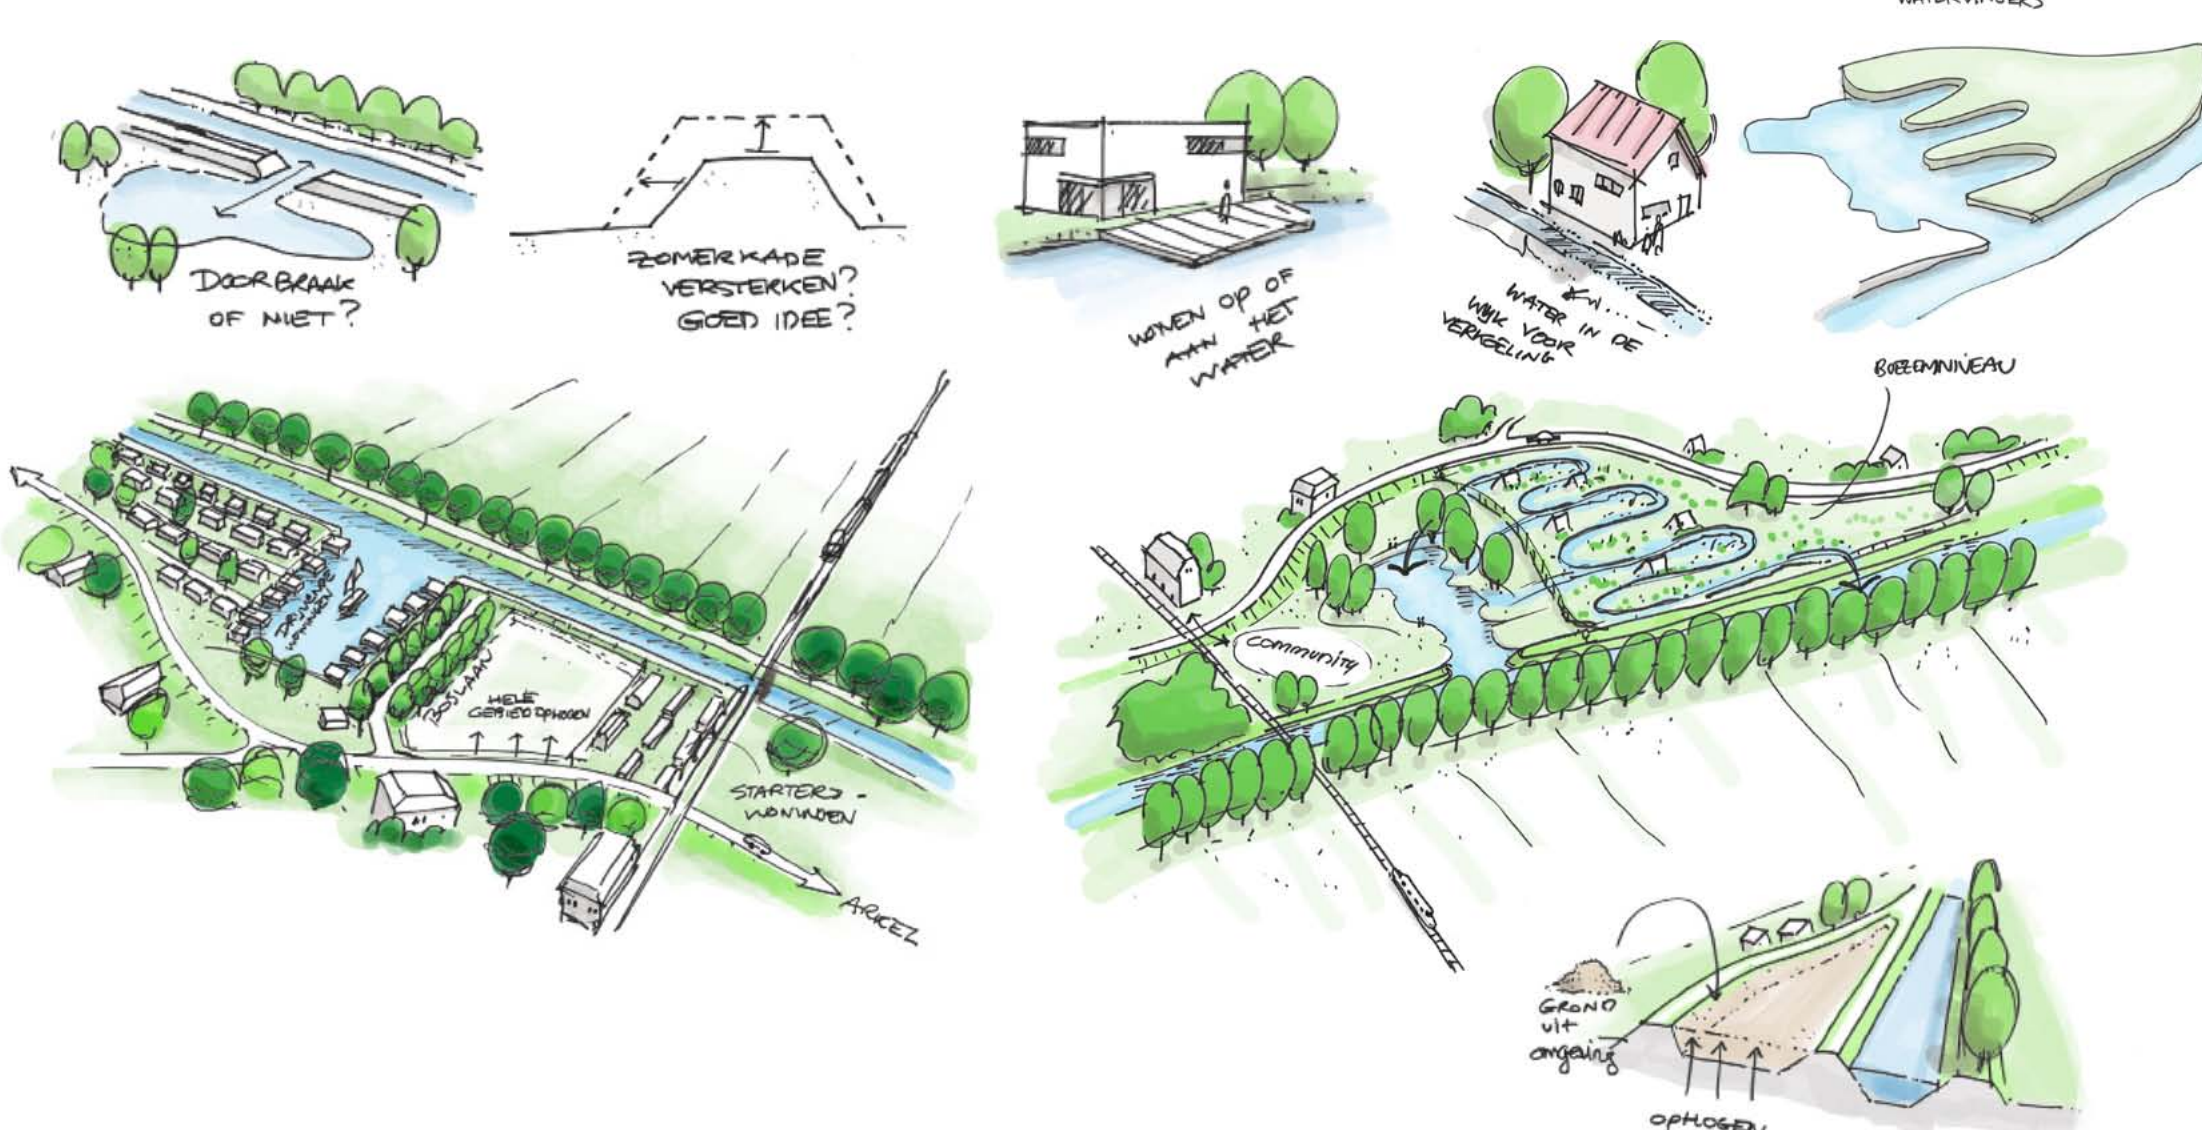 WATERVINGERS
DOORBRAAK
OF NIET?
ZOMERKADE
VERSTERKEN?
GOED IDEE?
WONEN OP OF
AAN HET
WATER
WATER IN DE
WIJK VOOR
VERKOELING
BOEZEMNIVEAU
DRIJVENDE
WONINGEN
BOSLAAN
HELE
GEBIED OPHOGEN
STARTERS-
WONINGEN
ARKEL
COMMUNITY
GROND
uit
omgeving
OPHOGEN